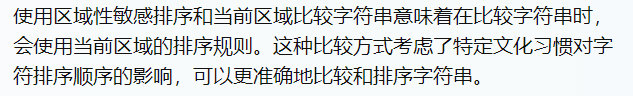 使用区域性敏感排序和当前区域比较字符串意味着在比较字符串时，
会使用当前区域的排序规则。这种比较方式考虑了特定文化习惯对字
符排序顺序的影响，可以更准确地比较和排序字符串。